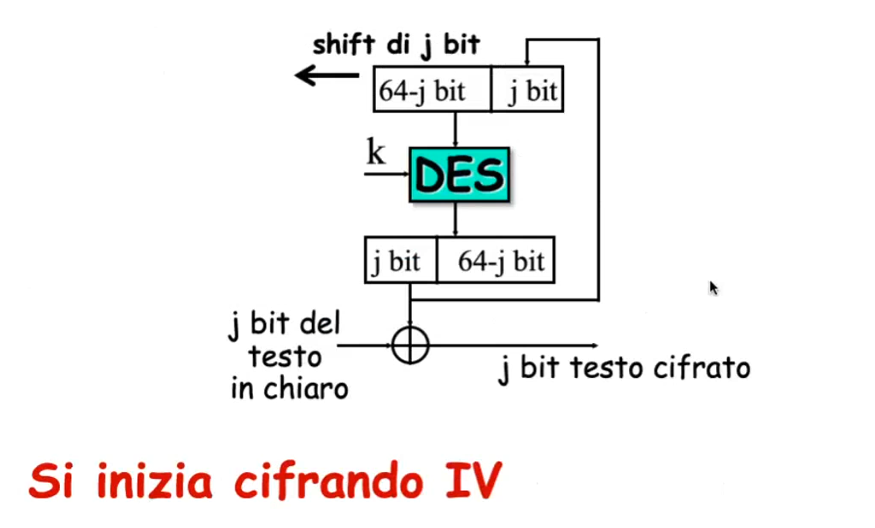 shift di j bit
64-j bit j bit
k
DES
j bit 64-j bit
j bit del
testo
in chiaro
j bit testo cifrato
Si inizia cifrando IV